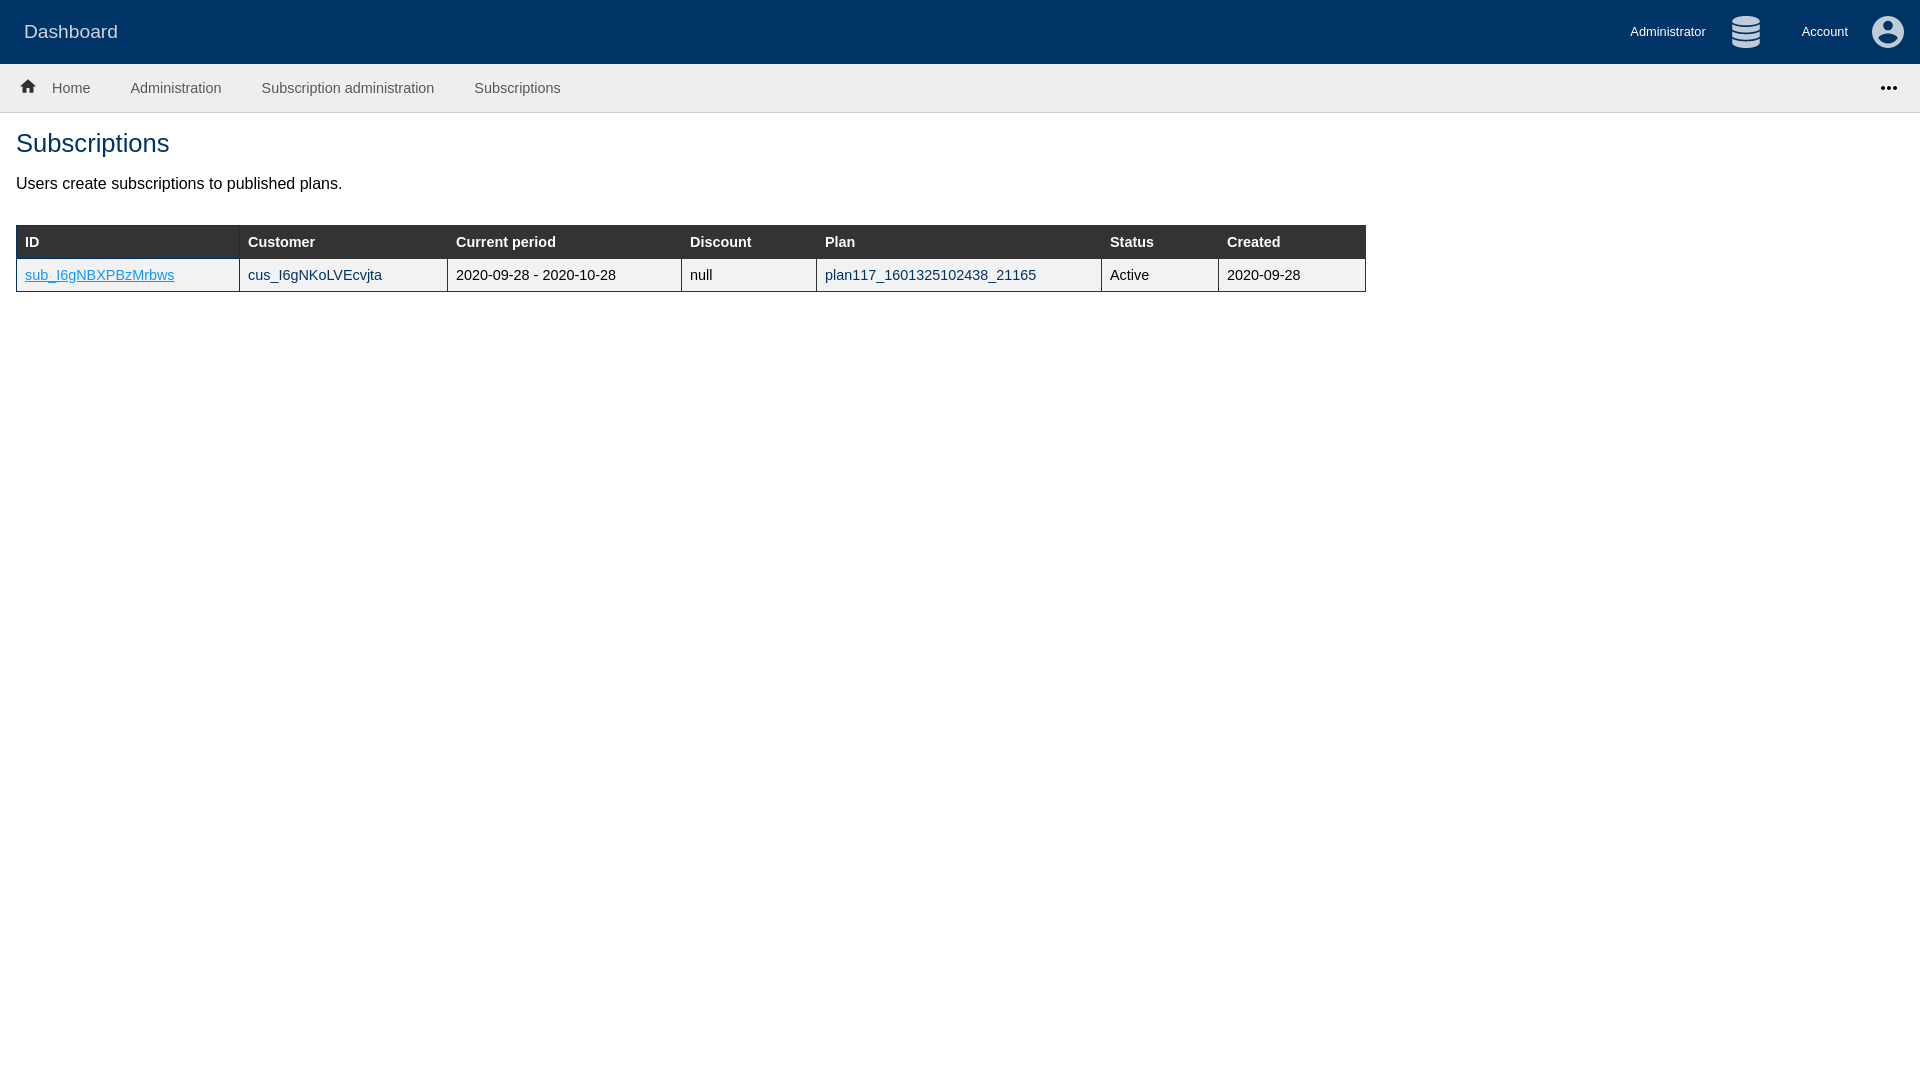 Dashboard Administrator Account
Home Administration Subscription administration Subscriptions
Subscriptions
Users create subscriptions to published plans.
ID Customer Current period Discount Plan Status Created
sub_I6gNBXPBzMrbws cus_I6gNKoLVEcvjta 2020-09-28 - 2020-10-28 null plan117_1601325102438_21165 Active 2020-09-28